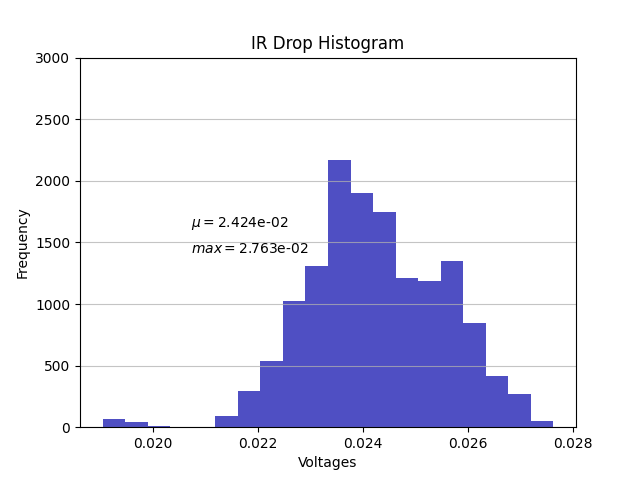 IR Drop Histogram
3000
2500
2000
1500
1000
500
0
Frequency
μ = 2.424e-02
max = 2.763e-02
0.020 0.022 0.024 0.026 0.028
Voltages